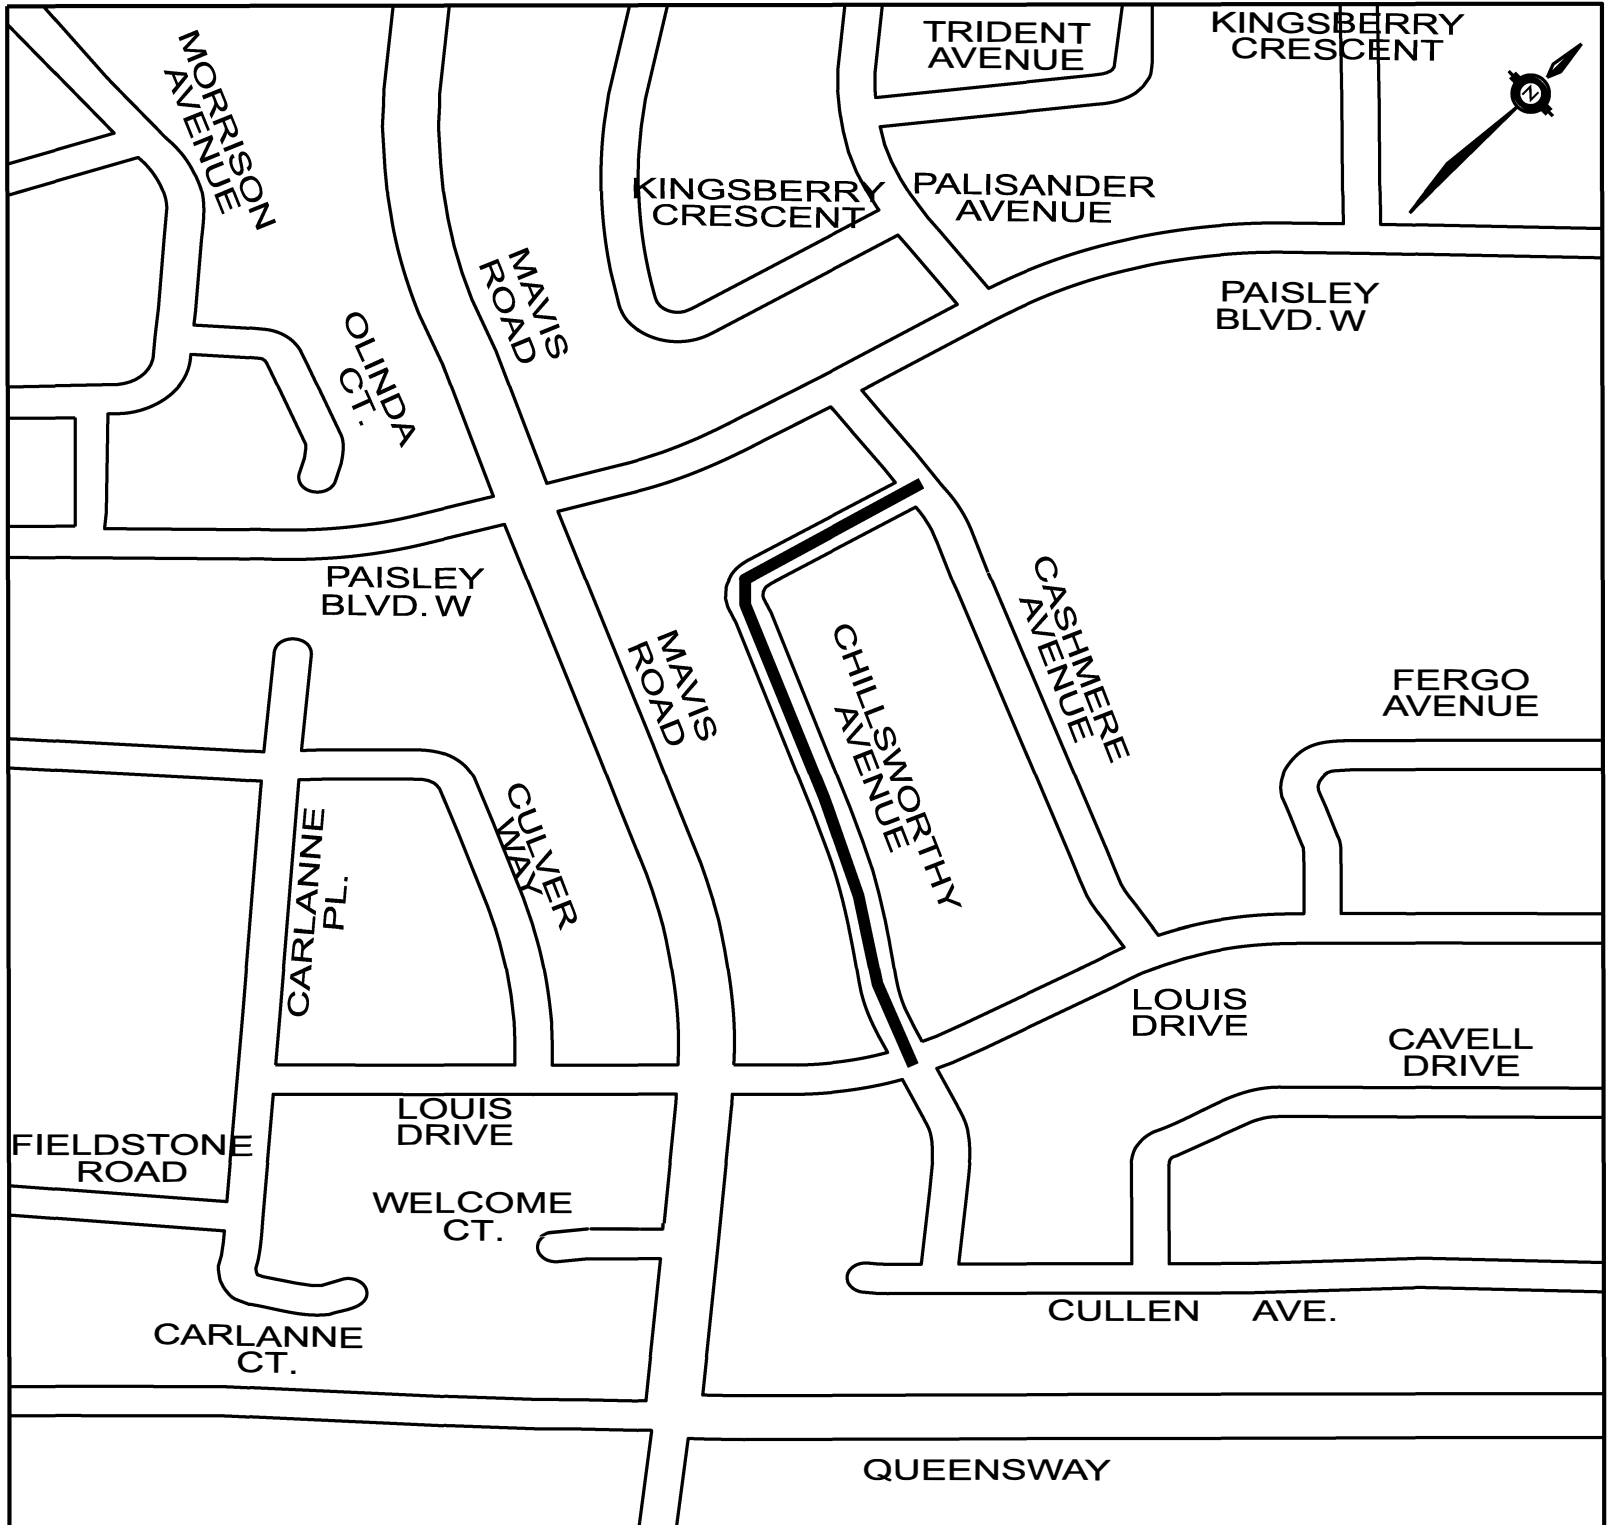 TRIDENT
AVENUE
KINGSBERRY
CRESCENT
MORRISON
AVENUE
N
KINGSBERRY
CRESCENT
PALISANDER
AVENUE
MAVIS
ROAD
PAISLEY
BLVD. W
OLINDA
CT.
PAISLEY
BLVD. W
CASHMERE
AVENUE
MAVIS
ROAD
CHILLSWORTHY
AVENUE
FERGO
AVENUE
CULVER
WAY
CARLANNE
PL.
LOUIS
DRIVE
CAVELL
DRIVE
LOUIS
DRIVE
FIELDSTONE
ROAD
WELCOME
CT.
CULLEN AVE.
CARLANNE
CT.
QUEENSWAY